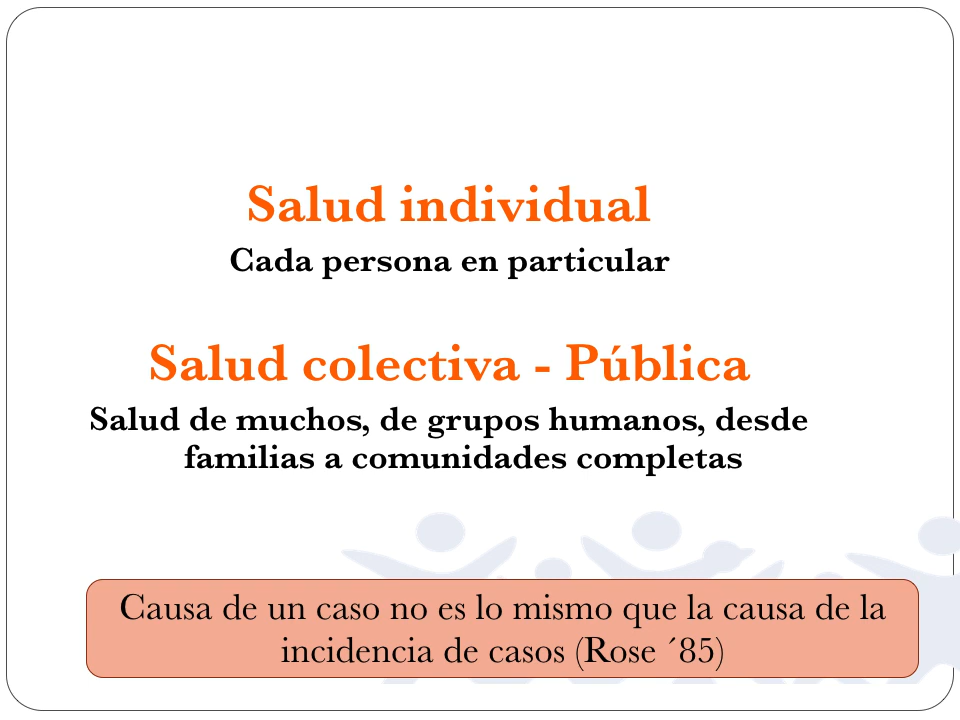 Salud individual
Cada persona en particular
Salud colectiva - Pública
Salud de muchos, de grupos humanos, desde
familias a comunidades completas
Causa de un caso no es lo mismo que la causa de la
incidencia de casos (Rose ´85)